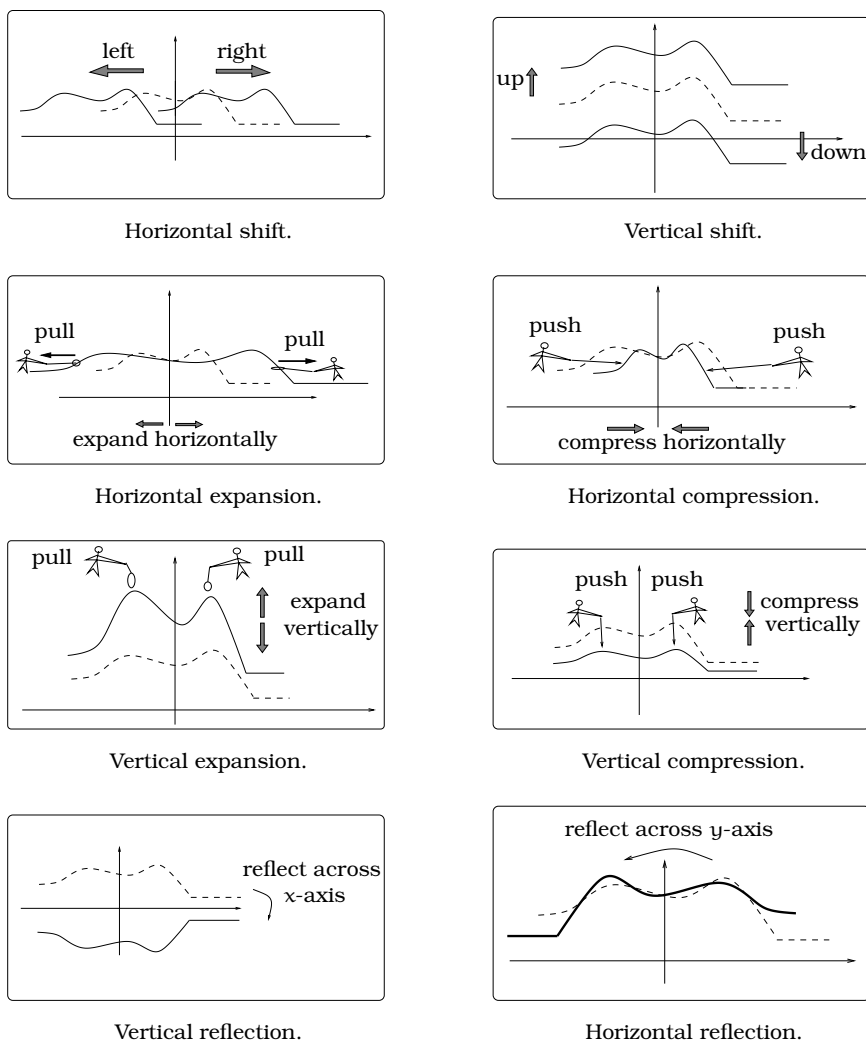 left right
Horizontal shift.
up
down
Vertical shift.
pull pull
expand horizontally
Horizontal expansion.
push push
compress horizontally
Horizontal compression.
pull pull
expand
vertically
Vertical expansion.
push push
compress
vertically
Vertical compression.
reflect across
x-axis
Vertical reflection.
reflect across y-axis
Horizontal reflection.